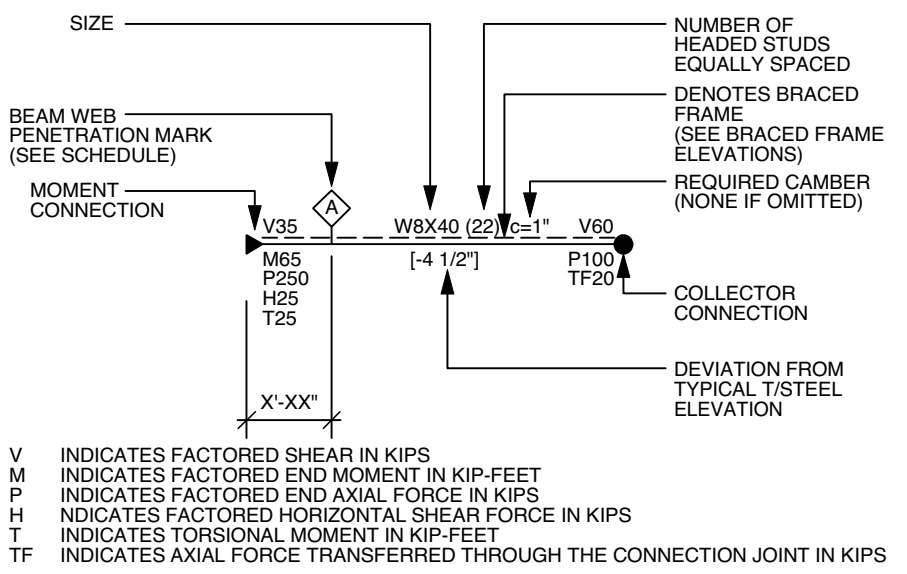 SIZE
NUMBER OF
HEADED STUDS
EQUALLY SPACED
BEAM WEB
PENETRATION MARK
(SEE SCHEDULE)
DENOTES BRACED
FRAME
(SEE BRACED FRAME
ELEVATIONS)
MOMENT
CONNECTION
REQUIRED CAMBER
(NONE IF OMITTED)
A
V35 W8X40 (22) c=1" V60
M65
P250
H25
T25
[-4 1/2"]
P100
TF20
COLLECTOR
CONNECTION
DEVIATION FROM
TYPICAL T/STEEL
ELEVATION
X'-XX"
V INDICATES FACTORED SHEAR IN KIPS
M INDICATES FACTORED END MOMENT IN KIP-FEET
P INDICATES FACTORED END AXIAL FORCE IN KIPS
H NDICATES FACTORED HORIZONTAL SHEAR FORCE IN KIPS
T INDICATES TORSIONAL MOMENT IN KIP-FEET
TF INDICATES AXIAL FORCE TRANSFERRED THROUGH THE CONNECTION JOINT IN KIPS